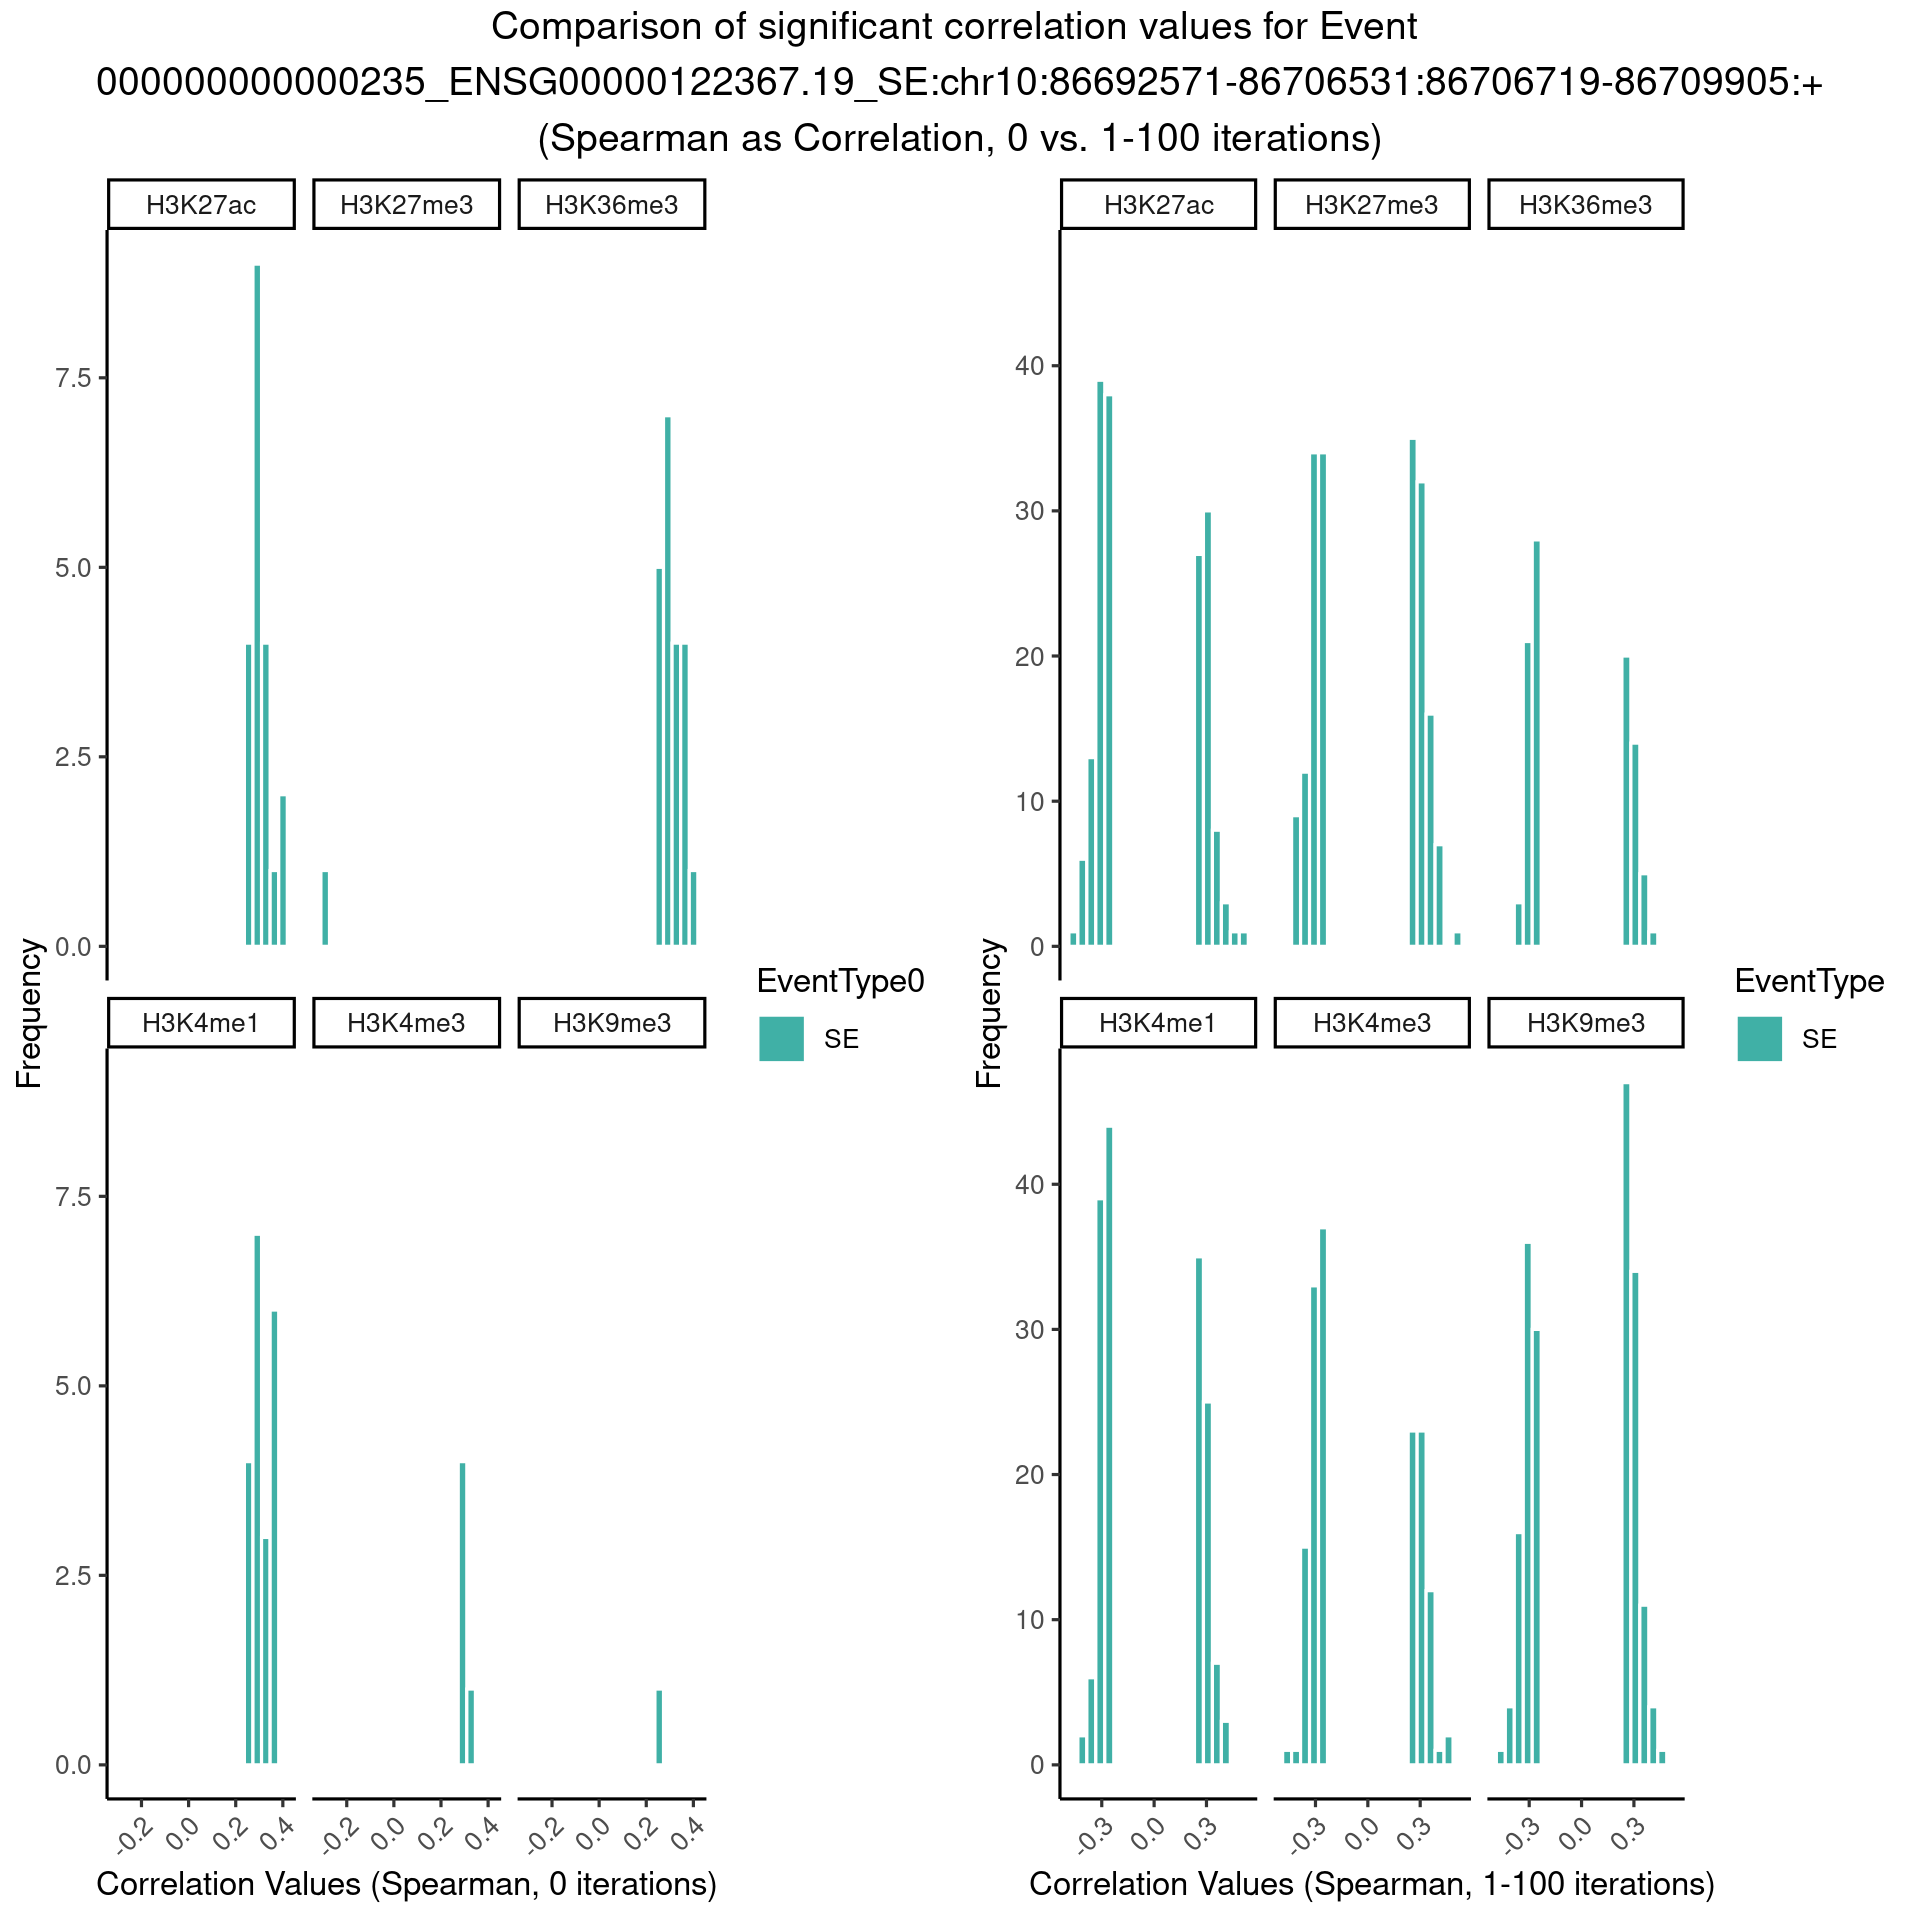 Comparison of significant correlation values for Event
000000000000235_ENSG00000122367.19_SE:chr10:86692571-86706531:86706719-86709905:+
(Spearman as Correlation, 0 vs. 1-100 iterations)
H3K27ac H3K27me3 H3K36me3
7.5
5.0
2.5
0.0
H3K4me1 H3K4me3 H3K9me3
7.5
5.0
2.5
0.0
-0.2 0.0 0.2 0.4 -0.2 0.0 0.2 0.4 -0.2 0.0 0.2 0.4
Frequency
Correlation Values (Spearman, 0 iterations)
EventType0
SE
H3K27ac H3K27me3 H3K36me3
40
30
20
10
0
H3K4me1 H3K4me3 H3K9me3
40
30
20
10
0
-0.3 0.0 0.3 -0.3 0.0 0.3 -0.3 0.0 0.3
Frequency
Correlation Values (Spearman, 1-100 iterations)
EventType
SE